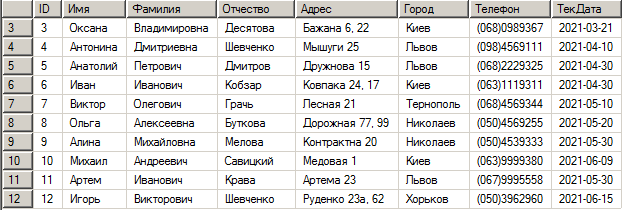 ID Имя Фамилия Отчество Адрес Город Телефон ТекДата
3 3 Оксана Владимировна Десятова Бажана 6, 22 Киев (068)0989367 2021-03-21
4 4 Антонина Дмитриевна Шевченко Мышуги 25 Львов (098)4569111 2021-04-10
5 5 Анатолий Петрович Дмитров Дружнова 15 Львов (068)2229325 2021-04-30
6 6 Иван Иванович Кобзар Ковпака 24, 17 Киев (063)1119311 2021-04-30
7 7 Виктор Олегович Грачь Лесная 21 Тернополь (068)4569344 2021-05-10
8 8 Ольга Алексеевна Буткова Дорожная 77, 99 Николаев (050)4569255 2021-05-20
9 9 Алина Михайловна Мелова Контрактна 20 Николаев (050)4539333 2021-05-30
10 10 Михаил Андреевич Савицкий Медовая 1 Киев (063)9999380 2021-06-09
11 11 Артем Иванович Крава Артема 23 Львов (067)9995558 2021-05-30
12 12 Игорь Викторович Шевченко Руденко 23а, 62 Хорьков (050)3962960 2021-06-15